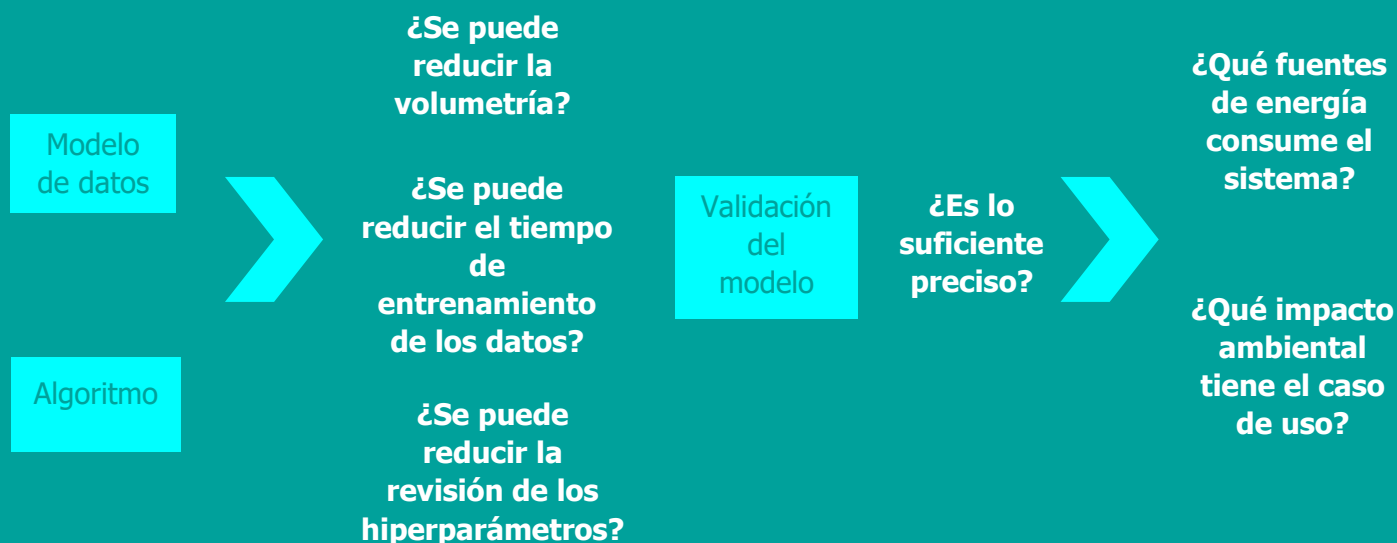 Modelo
de datos
Algoritmo
¿Se puede
reducir la
volumetría?
¿Se puede
reducir el tiempo
de
entrenamiento
de los datos?
¿Se puede
reducir la
revisión de los
hiperparámetros?
Validación
del
modelo
¿Es lo
suficiente
preciso?
¿Qué fuentes
de energía
consume el
sistema?
¿Qué impacto
ambiental
tiene el caso
de uso?